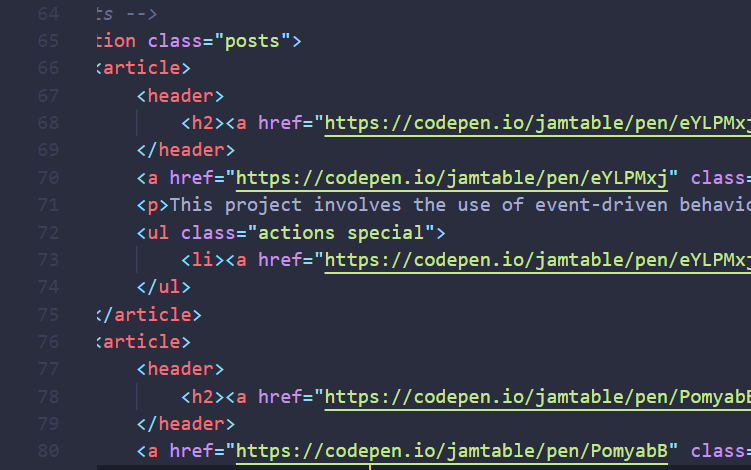 64 ts -->
65 tion class="posts">
66 <article>
67 <header>
68 <h2><a href="https://codepen.io/jamtable/pen/eYLPMxj
69 </header>
70 <a href="https://codepen.io/jamtable/pen/eYLPMxj" class=
71 <p>This project involves the use of event-driven behavio
72 <ul class="actions special">
73 <li><a href="https://codepen.io/jamtable/pen/eYLPMxj
74 </ul>
75 </article>
76 <article>
77 <header>
78 <h2><a href="https://codepen.io/jamtable/pen/PomyabB
79 </header>
80 <a href="https://codepen.io/jamtable/pen/PomyabB" class=